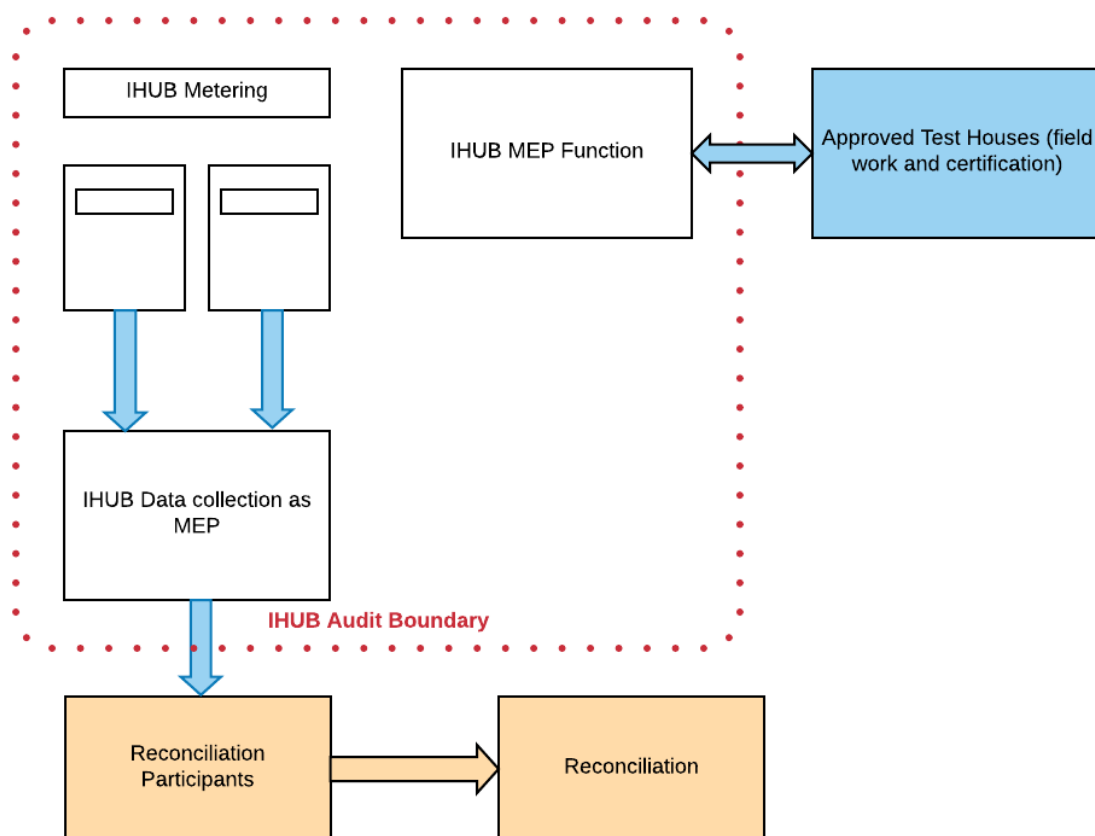 IHUB Metering
IHUB MEP Function
Approved Test Houses (field
work and certification)
IHUB Data collection as
MEP
IHUB Audit Boundary
Reconciliation
Participants
Reconciliation